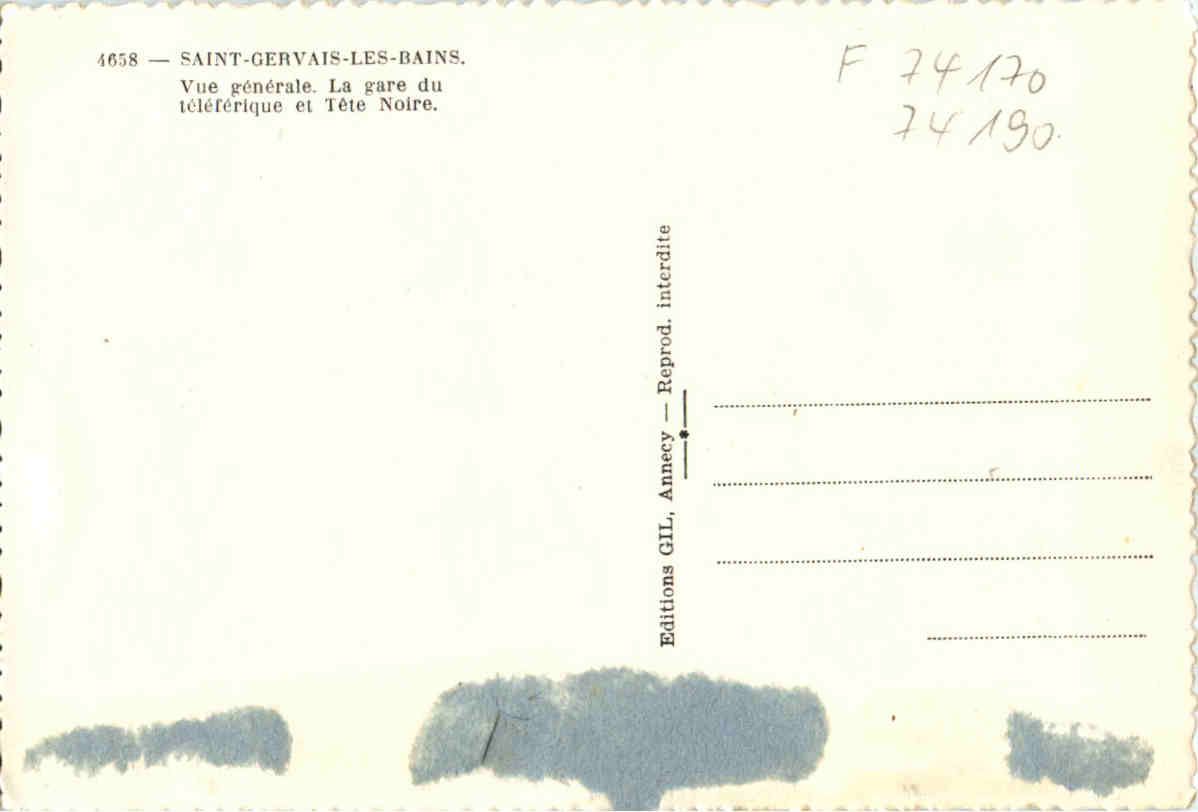 4658 — SAINT-GERVAIS-LES-BAINS.
Vue générale. La gare du
téléférique et Tête Noire.
F 74170
74190
Editions GIL, Annecy — Reprod. interdite